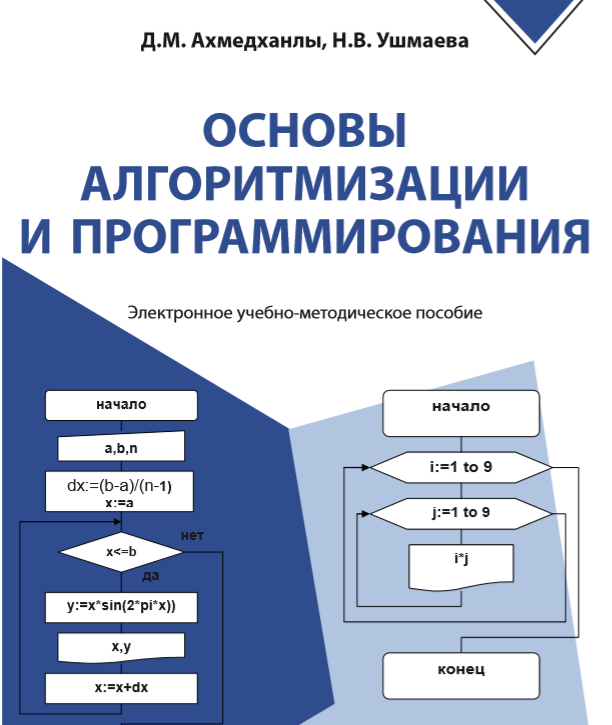 Д.М. Ахмедханлы, Н.В. Ушмаева
ОСНОВЫ
АЛГОРИТМИЗАЦИИ
И ПРОГРАММИРОВАНИЯ
Электронное учебно-методическое пособие
начало
a,b,n
dx:=(b-a)/(n-1)
x:=a
x<=b
нет
да
y:=x*sin(2*pi*x))
x,y
x:=x+dx
начало
i:=1 to 9
j:=1 to 9
i*j
конец